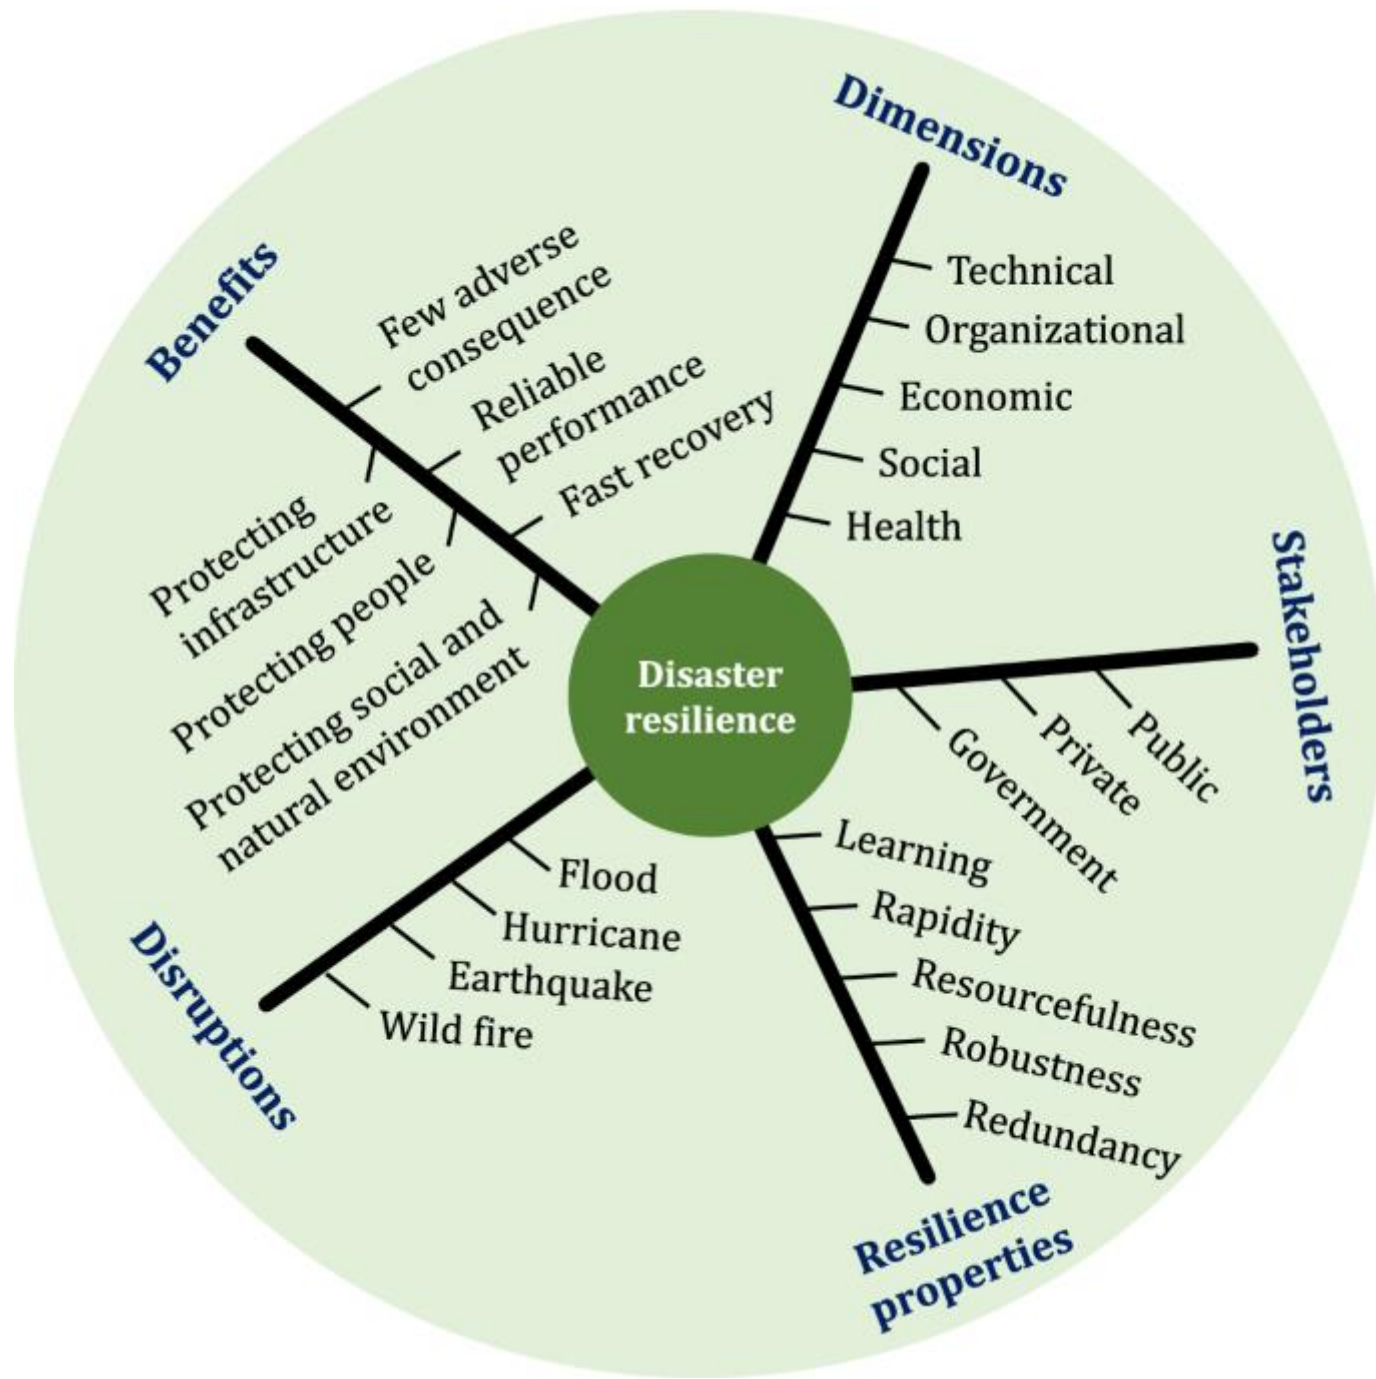 Dimensions
Technical
Organizational
Economic
Social
Health
Stakeholders
Public
Private
Government
Resilience
properties
Learning
Rapidity
Resourcefulness
Robustness
Redundancy
Disruptions
Flood
Hurricane
Earthquake
Wild fire
Benefits
Few adverse
consequence
Reliable
performance
Fast recovery
Protecting
infrastructure
Protecting people
Protecting social and
natural environment
Disaster
resilience